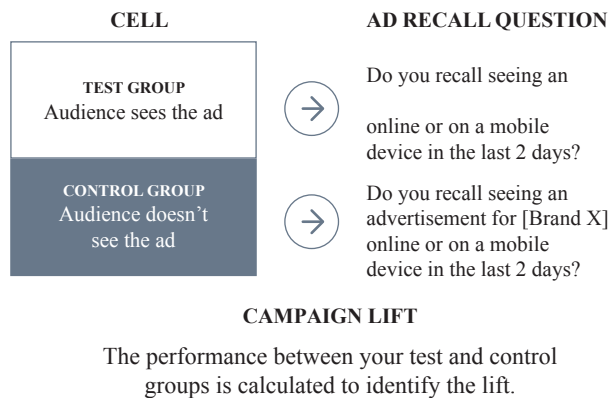 CELL
AD RECALL QUESTION
TEST GROUP
Audience sees the ad
Do you recall seeing an
online or on a mobile
device in the last 2 days?
CONTROL GROUP
Audience doesn't
see the ad
Do you recall seeing an
advertisement for [Brand X]
online or on a mobile
device in the last 2 days?
CAMPAIGN LIFT
The performance between your test and control
groups is calculated to identify the lift.